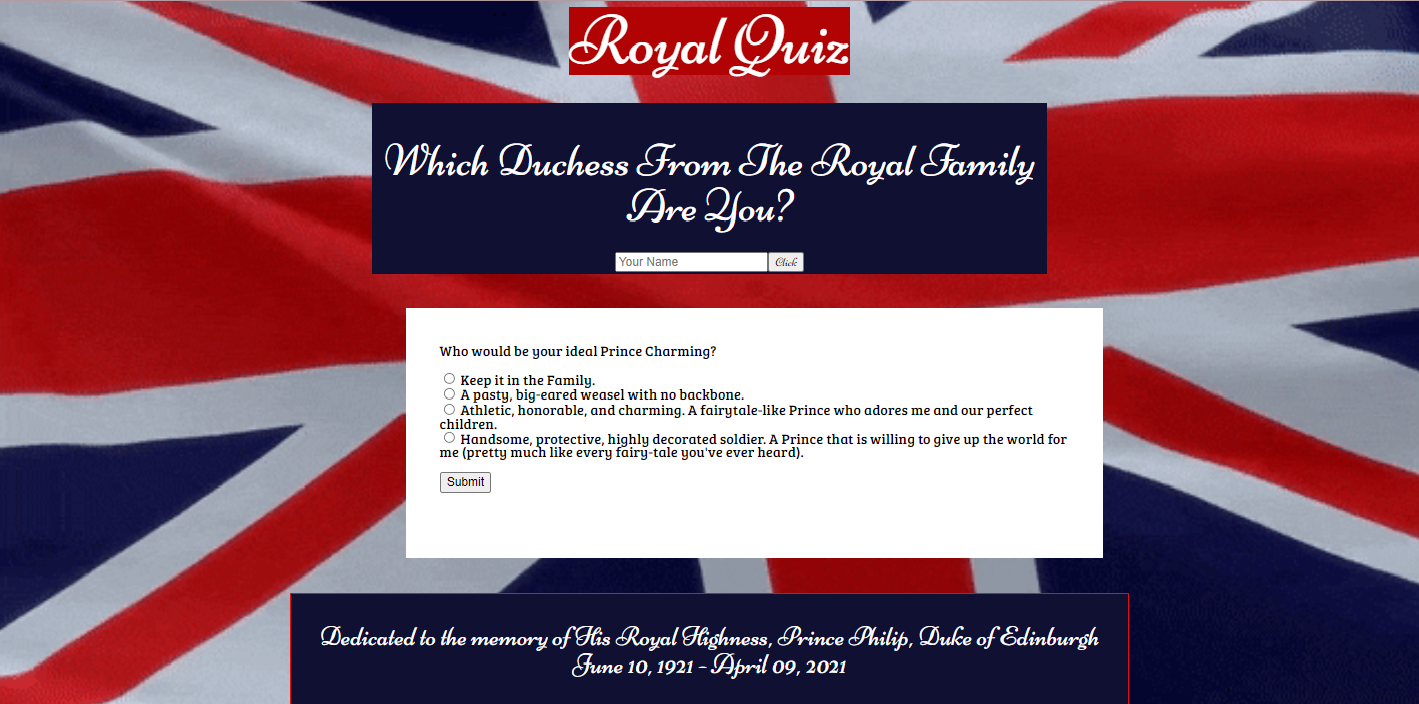 Royal Quiz
Which Duchess From The Royal Family
Are You?
Your Name Click
Who would be your ideal Prince Charming?
Keep it in the Family.
A pasty, big-eared weasel with no backbone.
Athletic, honorable, and charming. A fairytale-like Prince who adores me and our perfect
children.
Handsome, protective, highly decorated soldier. A Prince that is willing to give up the world for
me (pretty much like every fairy-tale you've ever heard).
Submit
Dedicated to the memory of His Royal Highness, Prince Philip, Duke of Edinburgh
June 10, 1921 - April 09, 2021